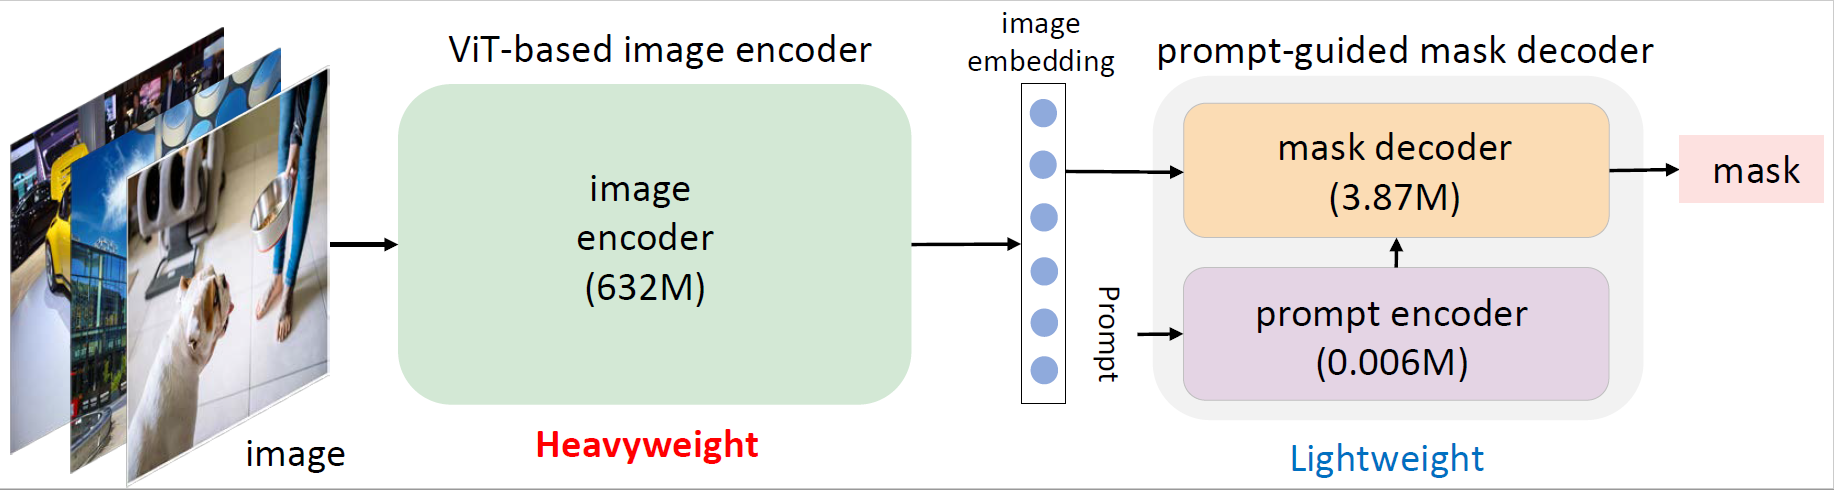 ViT-based image encoder
image
embedding
prompt-guided mask decoder
image
encoder
(632M)
mask decoder
(3.87M)
mask
Prompt
prompt encoder
(0.006M)
image
Heavyweight
Lightweight